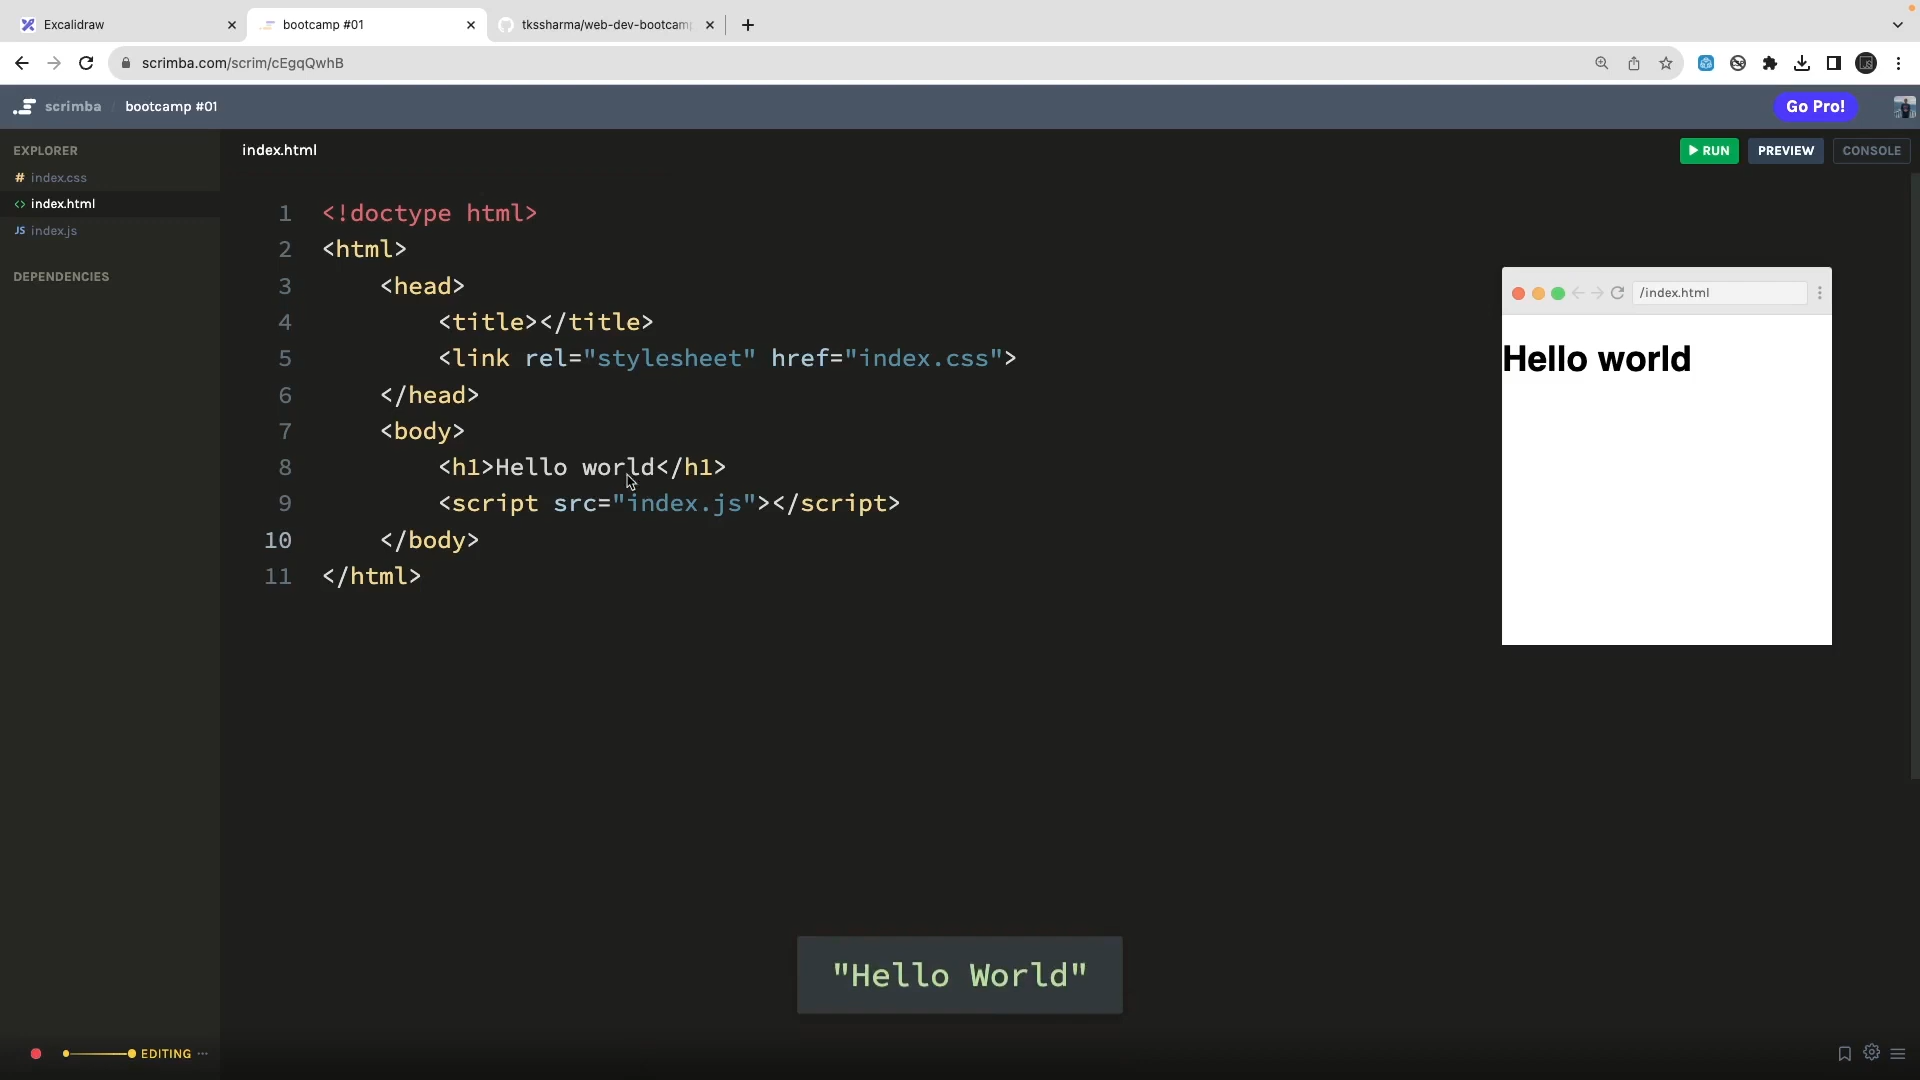 Excalidraw
bootcamp #01
tkssharma/web-dev-bootcamp
scrimba.com/scrim/cEgqQwhB
scrimba / bootcamp #01
Go Pro!
EXPLORER
# index.css
<> index.html
JS index.js
DEPENDENCIES
index.html
RUN
PREVIEW
CONSOLE
1 <!doctype html>
2 <html>
3 <head>
4 <title></title>
5 <link rel="stylesheet" href="index.css">
6 </head>
7 <body>
8 <h1>Hello world</h1>
9 <script src="index.js"></script>
10 </body>
11 </html>
/index.html
Hello world
"Hello World"
EDITING ...